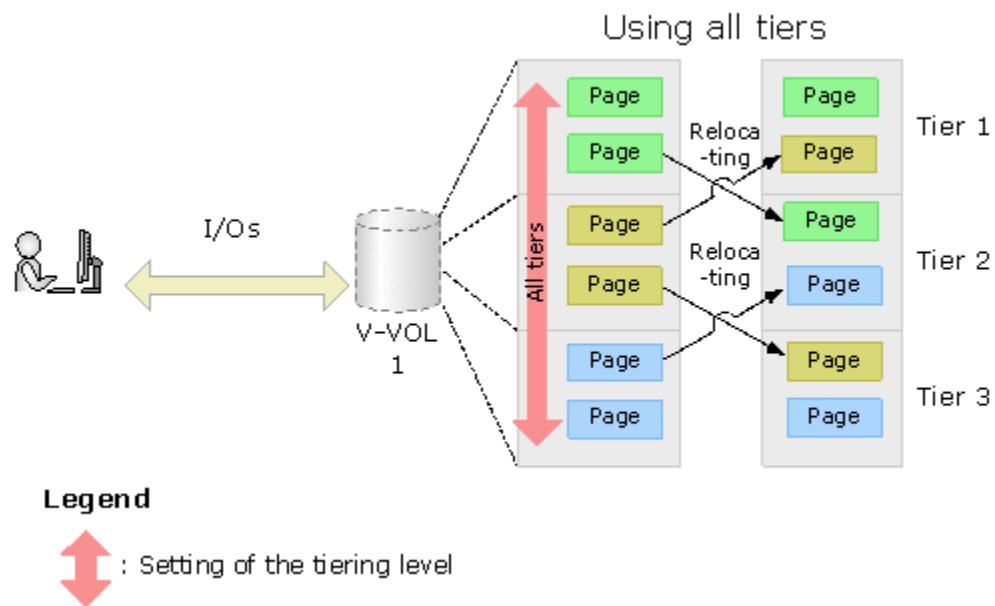 Using all tiers
Page
Page
Page
Page
Page
Page
All tiers
Reloca
-ting
Reloca
-ting
Page
Page
Page
Page
Page
Page
Tier 1
Tier 2
Tier 3
I/Os
V-VOL
1
Legend
: Setting of the tiering level